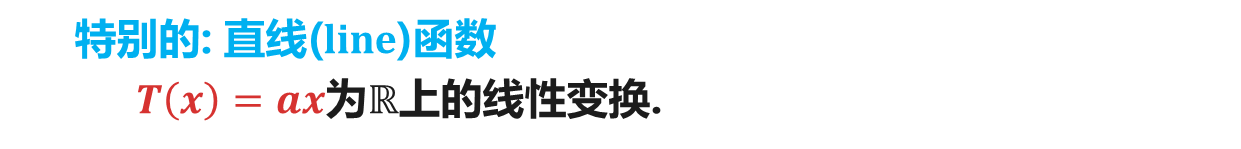 特别的: 直线(line)函数
T(x) = ax为ℝ上的线性变换.